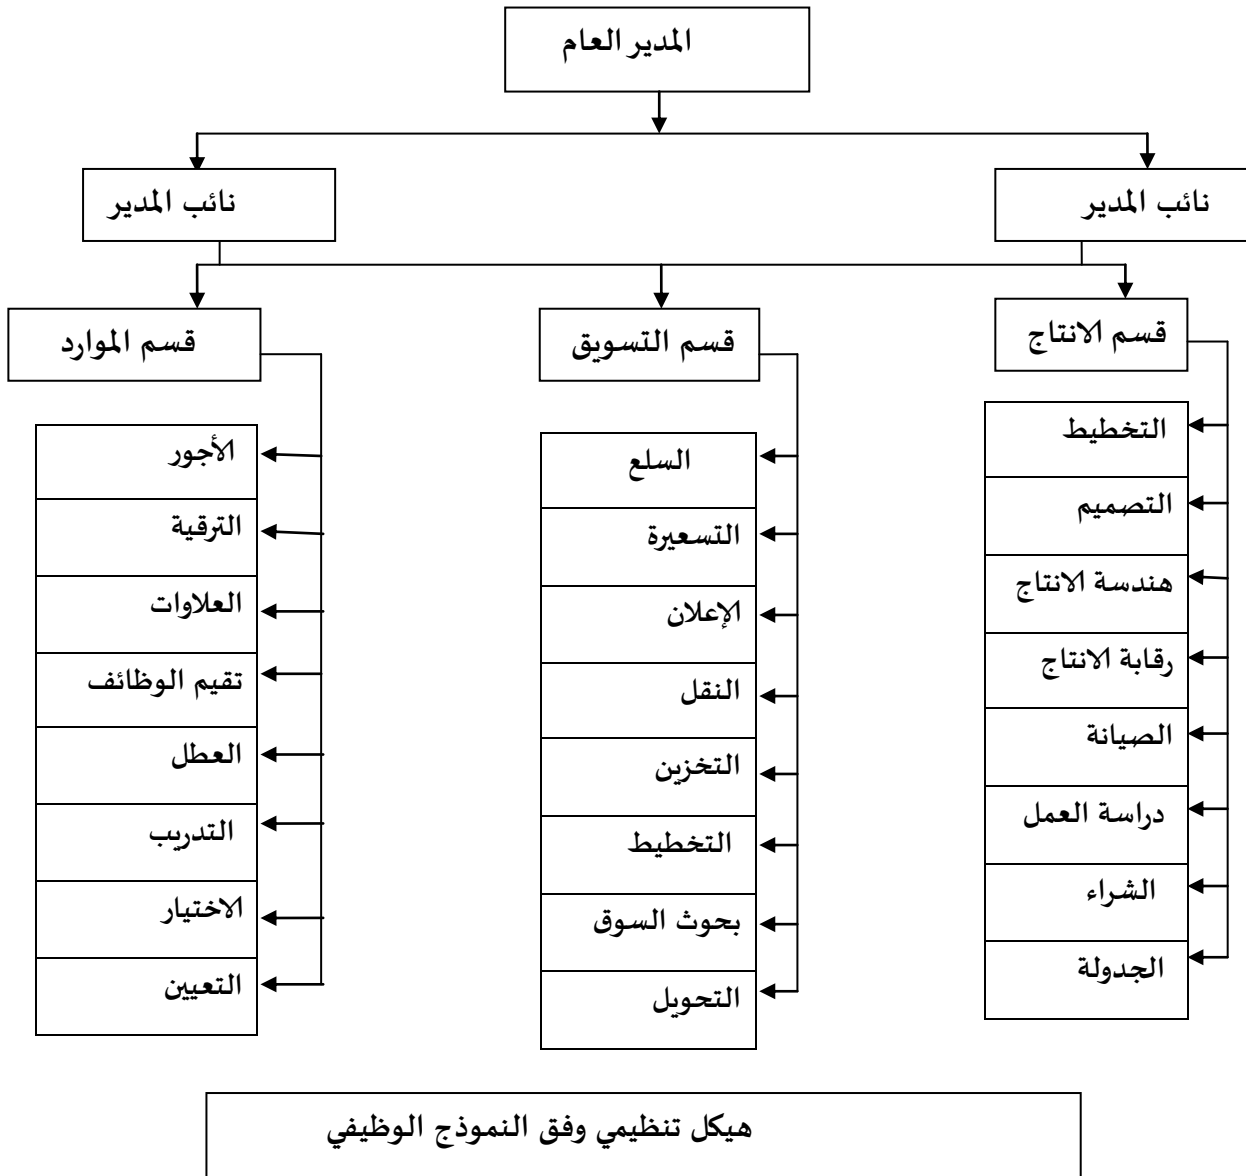 المدير العام
نائب المدير
نائب المدير
قسم الانتاج
قسم التسويق
قسم الموارد
التخطيط
التصميم
هندسة الانتاج
رقابة الانتاج
الصيانة
دراسة العمل
الشراء
الجدولة
السلع
التسعيرة
الإعلان
النقل
التخزين
التخطيط
بحوث السوق
التحويل
الأجور
الترقية
العلاوات
تقيم الوظائف
العطل
التدريب
الاختيار
التعيين
هيكل تنظيمي وفق النموذج الوظيفي